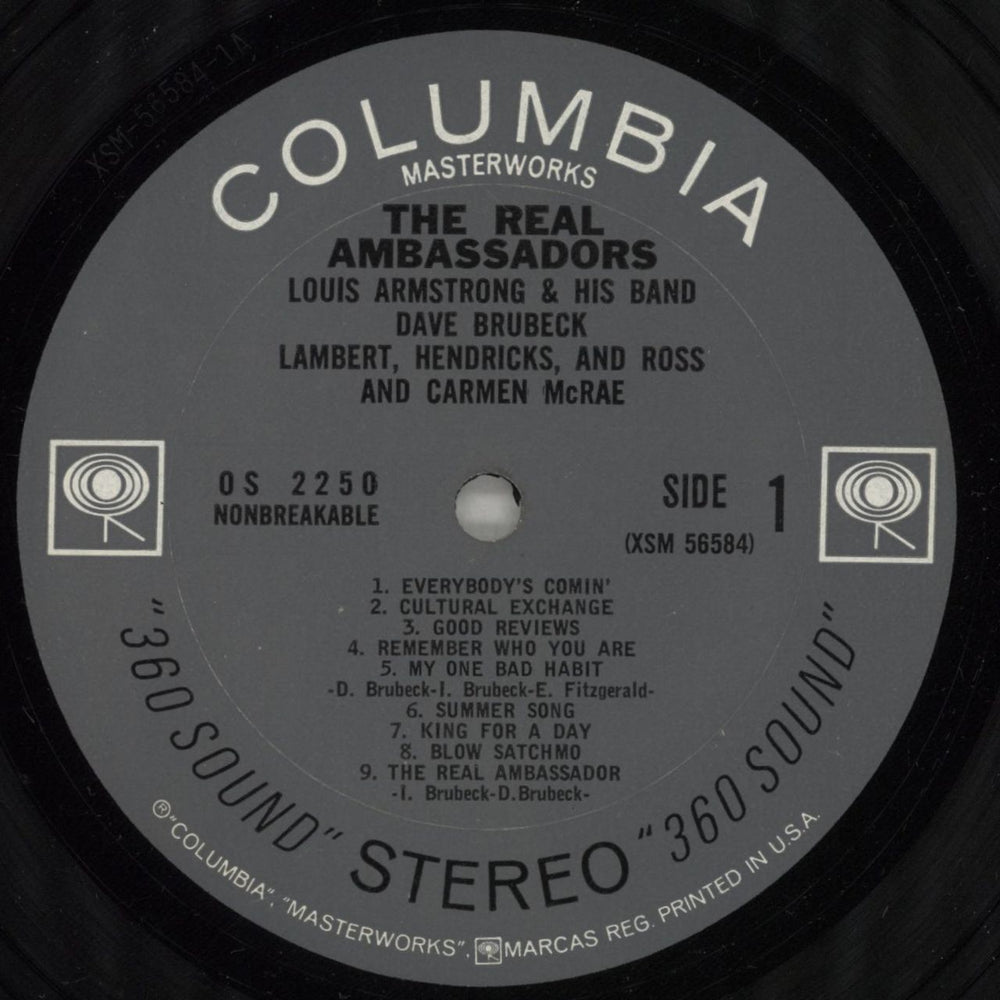 XSM-56584-1A
COLUMBIA
MASTERWORKS
THE REAL
AMBASSADORS
LOUIS ARMSTRONG & HIS BAND
DAVE BRUBECK
LAMBERT, HENDRICKS, AND ROSS
AND CARMEN McRAE
OS 2250
NONBREAKABLE
SIDE 1
(XSM 56584)
1. EVERYBODY'S COMIN'
2. CULTURAL EXCHANGE
3. GOOD REVIEWS
4. REMEMBER WHO YOU ARE
5. MY ONE BAD HABIT
-D. Brubeck-I. Brubeck-E. Fitzgerald-
6. SUMMER SONG
7. KING FOR A DAY
8. BLOW SATCHMO
9. THE REAL AMBASSADOR
-I. Brubeck-D.Brubeck-
"360 SOUND" STEREO "360 SOUND"
®"COLUMBIA", "MASTERWORKS", MARCAS REG. PRINTED IN U.S.A.